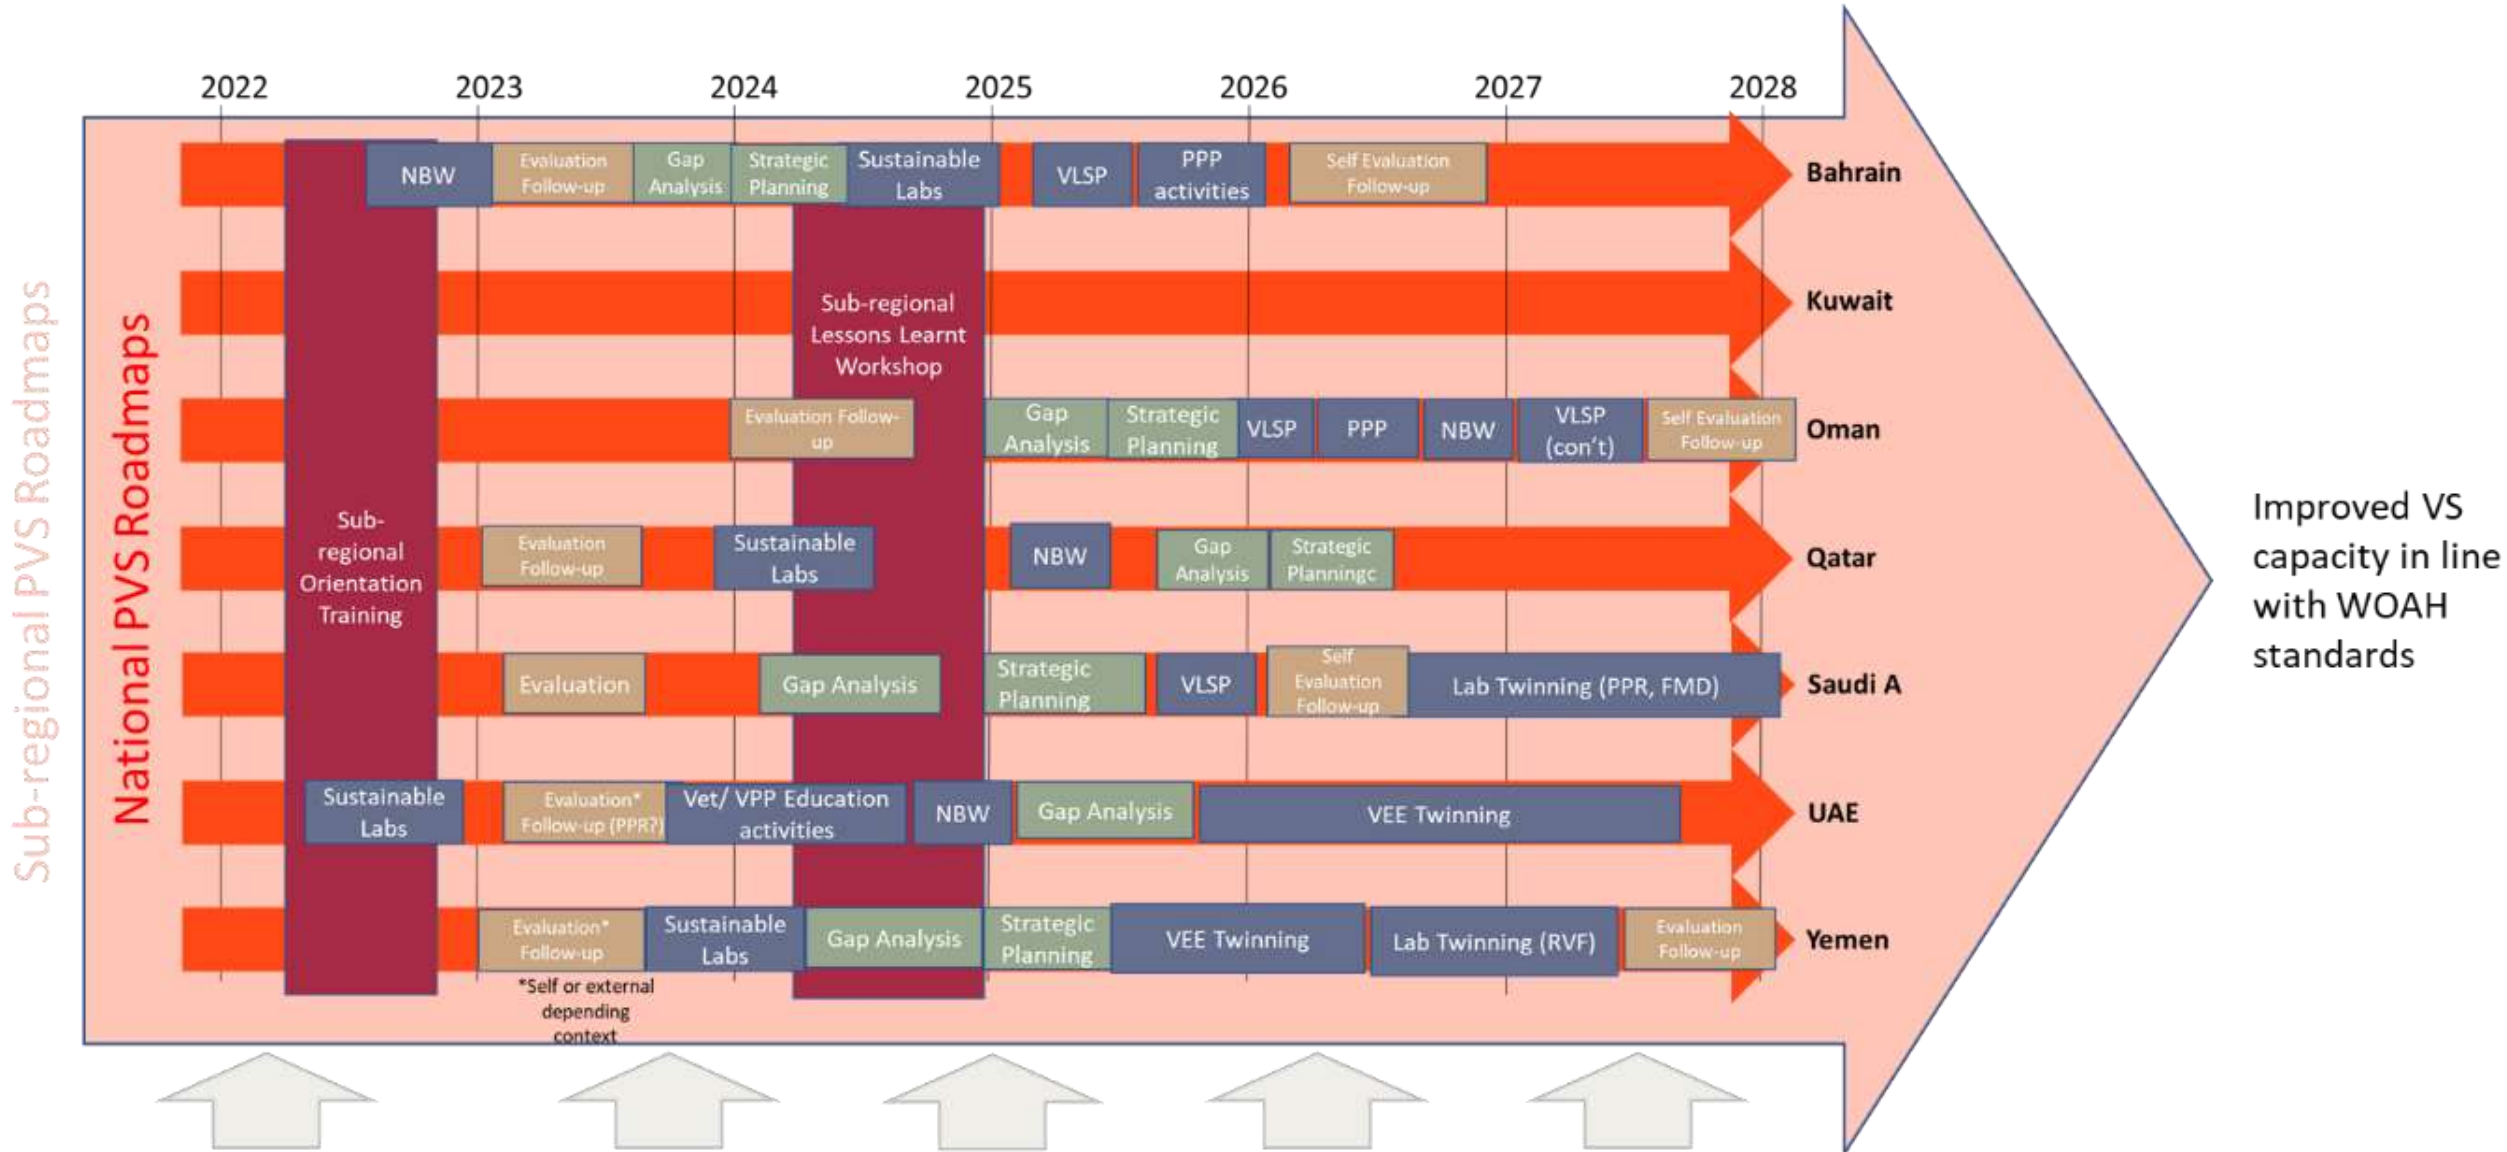 2022
2023
2024
2025
2026
2027
2028
Sub-regional PVS Roadmaps
National PVS Roadmaps
Sub-
regional
Orientation
Training
Sub-regional
Lessons Learnt
Workshop
NBW
Evaluation
Follow-up
Gap
Analysis
Strategic
Planning
Sustainable
Labs
VLSP
PPP
activities
Self Evaluation
Follow-up
Bahrain
Kuwait
Evaluation Follow-
up
Gap
Analysis
Strategic
Planning
VLSP
PPP
NBW
VLSP
(con't)
Self Evaluation
Follow-up
Oman
Evaluation
Follow-up
Sustainable
Labs
NBW
Gap
Analysis
Strategic
Planningc
Qatar
Evaluation
Gap Analysis
Strategic
Planning
VLSP
Self
Evaluation
Follow-up
Lab Twinning (PPR, FMD)
Saudi A
Sustainable
Labs
Evaluation*
Follow-up (PPR?)
Vet/ VPP Education
activities
NBW
Gap Analysis
VEE Twinning
UAE
Evaluation*
Follow-up
Sustainable
Labs
Gap Analysis
Strategic
Planning
VEE Twinning
Lab Twinning (RVF)
Evaluation
Follow-up
Yemen
*Self or external
depending
context
Improved VS
capacity in line
with WOAH
standards